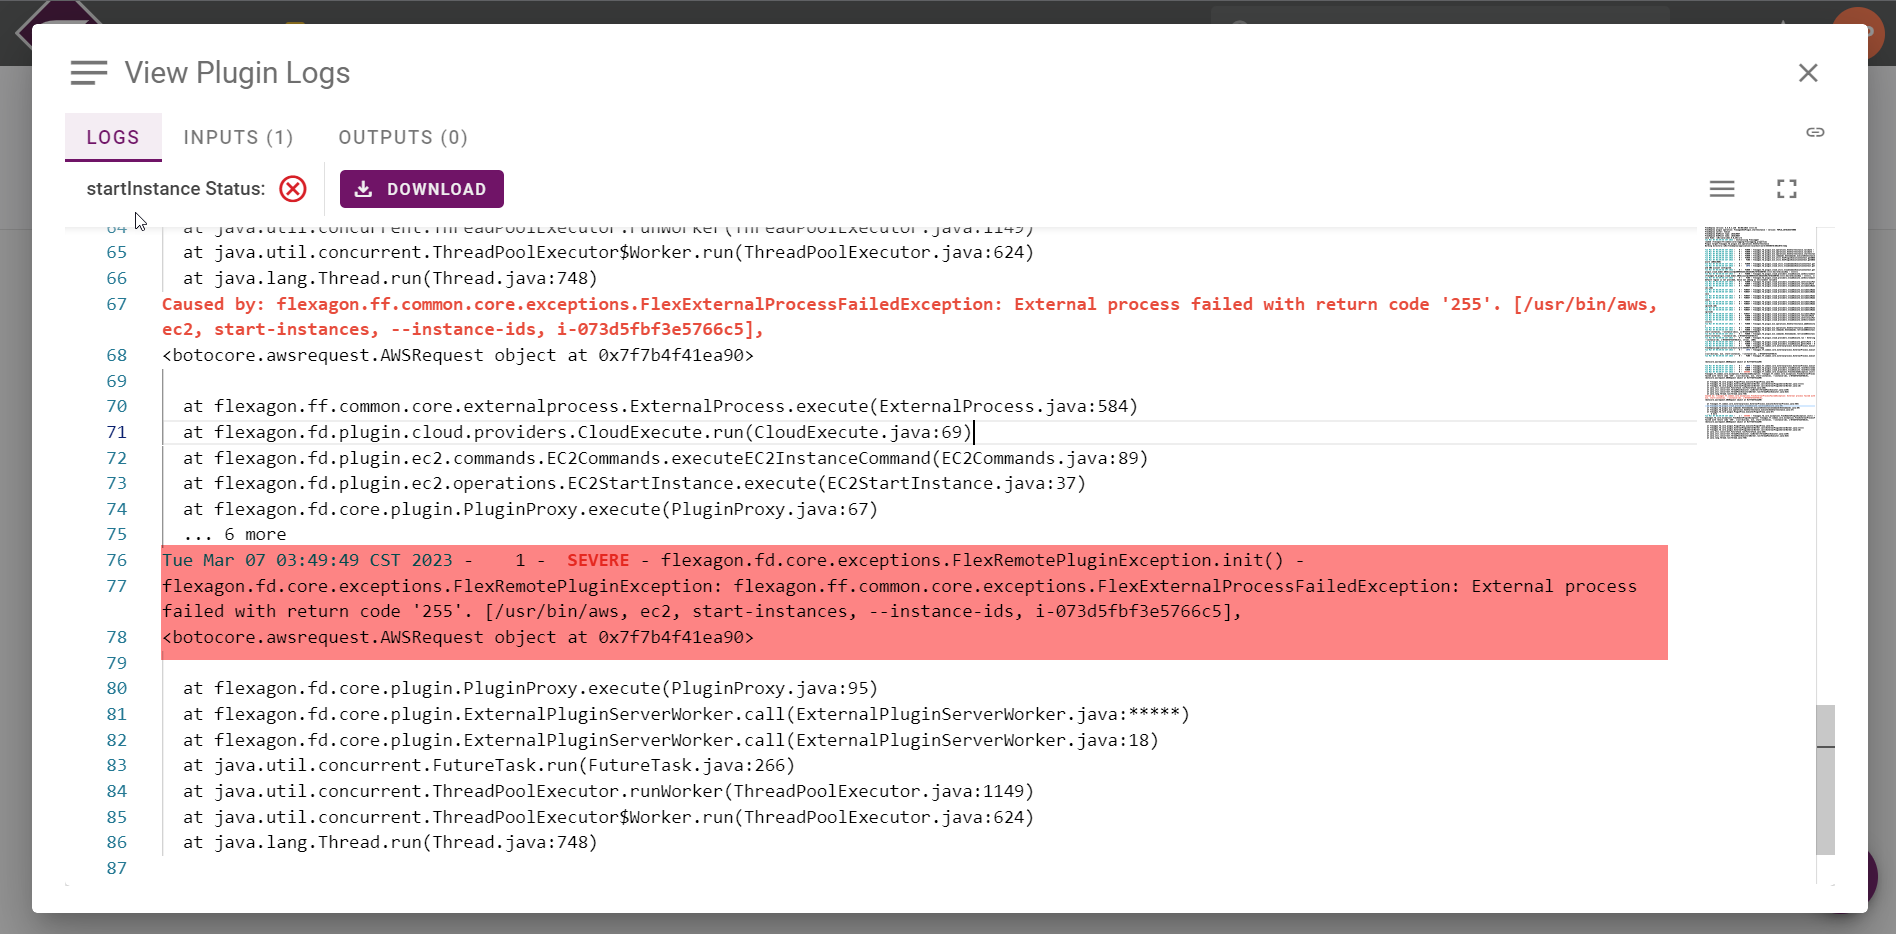 View Plugin Logs
LOGS
INPUTS (1)
OUTPUTS (0)
startInstance Status:
DOWNLOAD
64 at java.util.concurrent.ThreadPoolExecutor.runWorker(ThreadPoolExecutor.java:1149)
65 at java.util.concurrent.ThreadPoolExecutor$Worker.run(ThreadPoolExecutor.java:624)
66 at java.lang.Thread.run(Thread.java:748)
67 Caused by: flexagon.ff.common.core.exceptions.FlexExternalProcessFailedException: External process failed with return code '255'. [/usr/bin/aws,
ec2, start-instances, --instance-ids, i-073d5fbf3e5766c5],
68 <botocore.awsrequest.AWSRequest object at 0x7f7b4f41ea90>
69
70 at flexagon.ff.common.core.externalprocess.ExternalProcess.execute(ExternalProcess.java:584)
71 at flexagon.fd.plugin.cloud.providers.CloudExecute.run(CloudExecute.java:69)
72 at flexagon.fd.plugin.ec2.commands.EC2Commands.executeEC2InstanceCommand(EC2Commands.java:89)
73 at flexagon.fd.plugin.ec2.operations.EC2StartInstance.execute(EC2StartInstance.java:37)
74 at flexagon.fd.core.plugin.PluginProxy.execute(PluginProxy.java:67)
75 ... 6 more
76 Tue Mar 07 03:49:49 CST 2023 - 1 - SEVERE - flexagon.fd.core.exceptions.FlexRemotePluginException.init() -
77 flexagon.fd.core.exceptions.FlexRemotePluginException: flexagon.ff.common.core.exceptions.FlexExternalProcessFailedException: External process
failed with return code '255'. [/usr/bin/aws, ec2, start-instances, --instance-ids, i-073d5fbf3e5766c5],
78 <botocore.awsrequest.AWSRequest object at 0x7f7b4f41ea90>
79
80 at flexagon.fd.core.plugin.PluginProxy.execute(PluginProxy.java:95)
81 at flexagon.fd.core.plugin.ExternalPluginServerWorker.call(ExternalPluginServerWorker.java:*****)
82 at flexagon.fd.core.plugin.ExternalPluginServerWorker.call(ExternalPluginServerWorker.java:18)
83 at java.util.concurrent.FutureTask.run(FutureTask.java:266)
84 at java.util.concurrent.ThreadPoolExecutor.runWorker(ThreadPoolExecutor.java:1149)
85 at java.util.concurrent.ThreadPoolExecutor$Worker.run(ThreadPoolExecutor.java:624)
86 at java.lang.Thread.run(Thread.java:748)
87